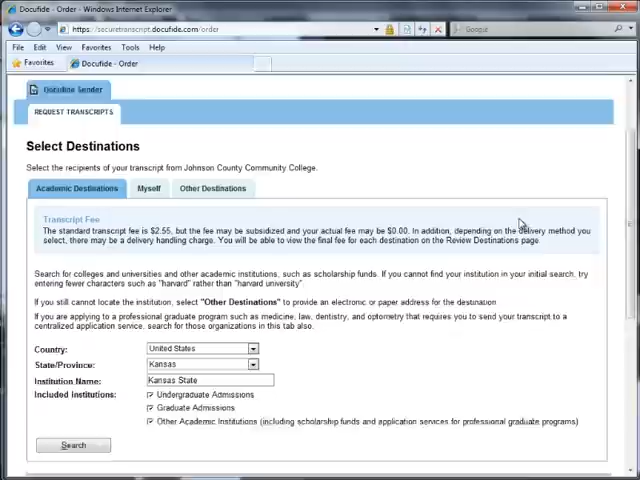 Docufide - Order - Windows Internet Explorer
https://securetranscript.docufide.com/order
Google
File Edit View Favorites Tools Help
Favorites Docufide - Order
Docufide Sender
REQUEST TRANSCRIPTS
Select Destinations
Select the recipients of your transcript from Johnson County Community College.
Academic Destinations Myself Other Destinations
Transcript Fee
The standard transcript fee is $2.55, but the fee may be subsidized and your actual fee may be $0.00. In addition, depending on the delivery method you
select, there may be a delivery handling charge. You will be able to view the final fee for each destination on the Review Destinations page.
Search for colleges and universities and other academic institutions, such as scholarship funds. If you cannot find your institution in your initial search, try
entering fewer characters such as "harvard" rather than "harvard university"
If you still cannot locate the institution, select "Other Destinations" to provide an electronic or paper address for the destination
If you are applying to a professional graduate program such as medicine, law, dentistry, and optometry that requires you to send your transcript to a
centralized application service, search for those organizations in this tab also.
Country: United States
State/Province: Kansas
Institution Name: Kansas State
Included Institutions: Undergraduate Admissions
Graduate Admissions
Other Academic Institutions (including scholarship funds and application services for professional graduate programs)
Search